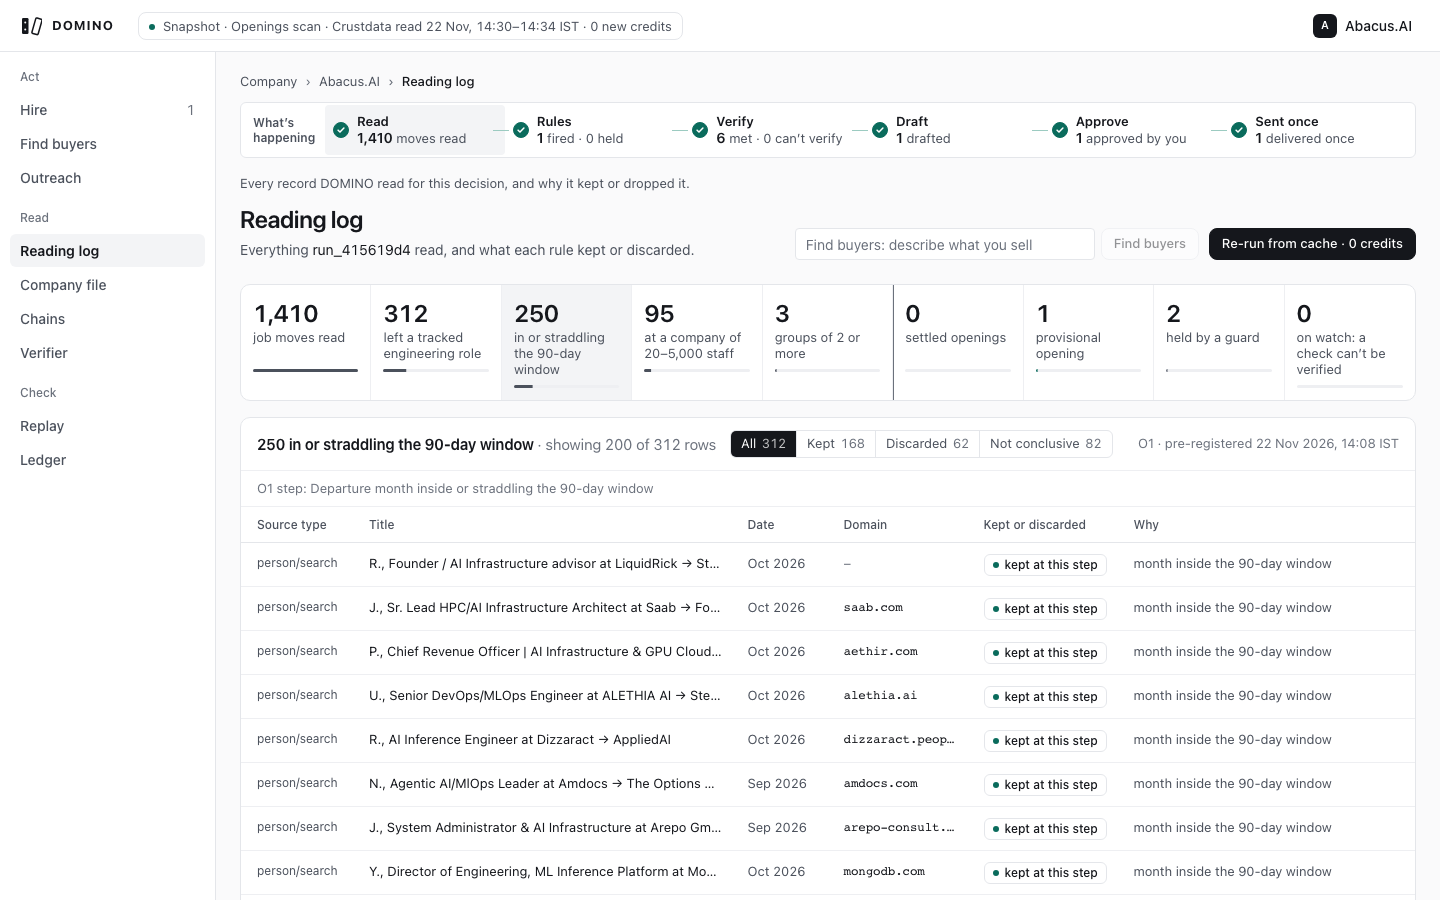 DOMINO
Snapshot · Openings scan · Crustdata read 22 Nov, 14:30–14:34 IST · 0 new credits
A
Abacus.AI
Act
Hire 1
Find buyers
Outreach
Read
Reading log
Company file
Chains
Verifier
Check
Replay
Ledger
Company › Abacus.AI › Reading log
What's happening
Read
1,410 moves read
Rules
1 fired · 0 held
Verify
6 met · 0 can't verify
Draft
1 drafted
Approve
1 approved by you
Sent once
1 delivered once
Every record DOMINO read for this decision, and why it kept or dropped it.
Reading log
Everything run_415619d4 read, and what each rule kept or discarded.
Find buyers: describe what you sell
Find buyers
Re-run from cache · 0 credits
1,410
job moves read
312
left a tracked
engineering role
250
in or straddling
the 90-day
window
95
at a company of
20–5,000 staff
3
groups of 2 or
more
0
settled openings
1
provisional
opening
2
held by a guard
0
on watch: a
check can't be
verified
250 in or straddling the 90-day window · showing 200 of 312 rows
All 312
Kept 168
Discarded 62
Not conclusive 82
O1 · pre-registered 22 Nov 2026, 14:08 IST
O1 step: Departure month inside or straddling the 90-day window
Source type Title Date Domain Kept or discarded Why
person/search R., Founder / AI Infrastructure advisor at LiquidRick → St... Oct 2026 – kept at this step month inside the 90-day window
person/search J., Sr. Lead HPC/AI Infrastructure Architect at Saab → Fo... Oct 2026 saab.com kept at this step month inside the 90-day window
person/search P., Chief Revenue Officer | AI Infrastructure & GPU Cloud... Oct 2026 aethir.com kept at this step month inside the 90-day window
person/search U., Senior DevOps/MLOps Engineer at ALETHIA AI → Ste... Oct 2026 alethia.ai kept at this step month inside the 90-day window
person/search R., AI Inference Engineer at Dizzaract → AppliedAI Oct 2026 dizzaract.peop... kept at this step month inside the 90-day window
person/search N., Agentic AI/MlOps Leader at Amdocs → The Options ... Sep 2026 amdocs.com kept at this step month inside the 90-day window
person/search J., System Administrator & AI Infrastructure at Arepo Gm... Sep 2026 arepo-consult.... kept at this step month inside the 90-day window
person/search Y., Director of Engineering, ML Inference Platform at Mo... Oct 2026 mongodb.com kept at this step month inside the 90-day window